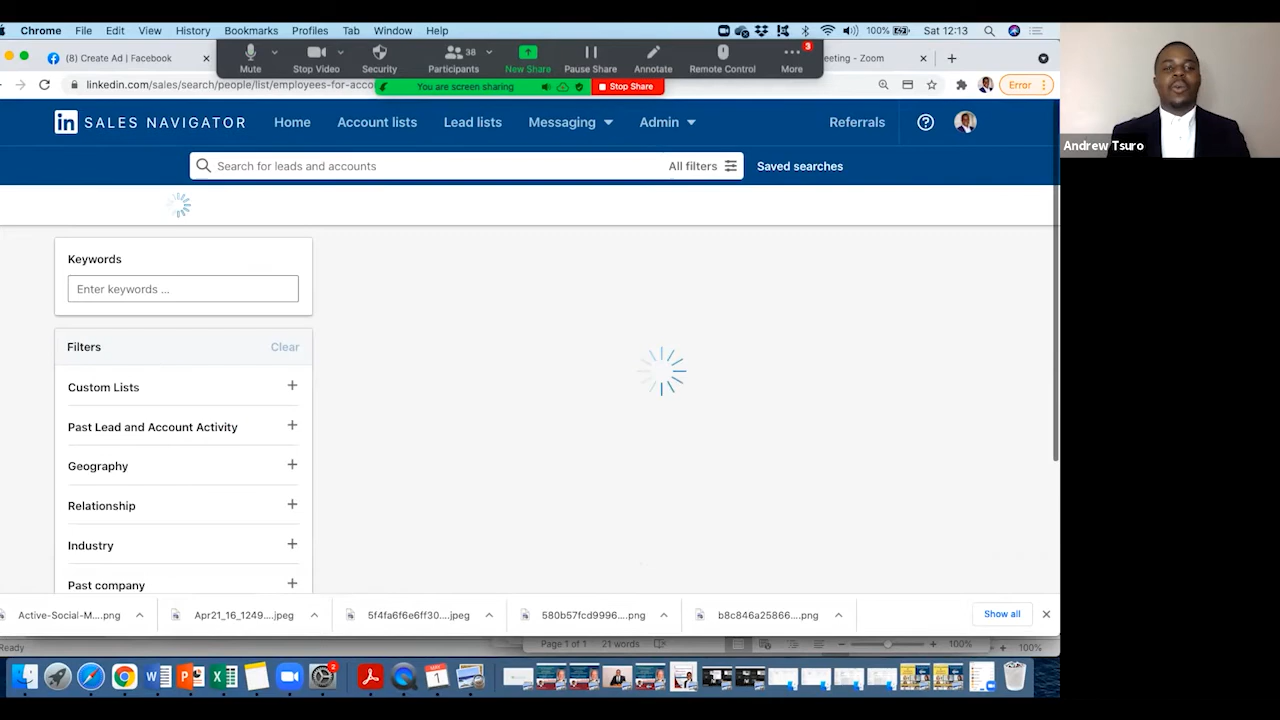 Chrome File Edit View History Bookmarks Profiles Tab Window Help 100% Sat 12:13
(8) Create Ad | Facebook × eeting - Zoom × +
Mute Stop Video Security Participants 38 New Share Pause Share Annotate Remote Control More 3
linkedin.com/sales/search/people/list/employees-for-acco Error
You are screen sharing Stop Share
in SALES NAVIGATOR Home Account lists Lead lists Messaging Admin Referrals
Search for leads and accounts All filters Saved searches
Keywords
Enter keywords ...
Filters Clear
Custom Lists +
Past Lead and Account Activity +
Geography +
Relationship +
Industry +
Past company +
Active-Social-M....png Apr21_16_1249....jpeg 5f4fa6f6e6ff30....jpeg 580b57fcd9996....png b8c846a25866....png Show all ×
Ready Page 1 of 1 21 words 100% 100%
Andrew Tsuro